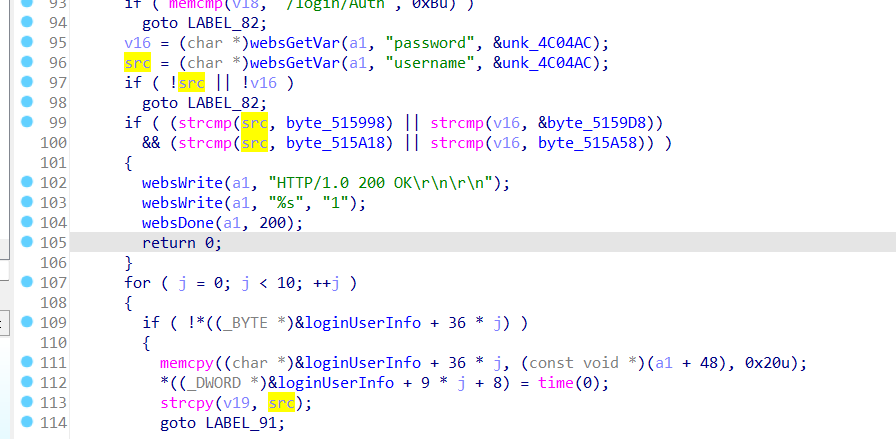 93 if ( memcmp(v18, "/login/Auth", 0xBu) )
94 goto LABEL_82;
95 v16 = (char *)websGetVar(a1, "password", &unk_4C04AC);
96 src = (char *)websGetVar(a1, "username", &unk_4C04AC);
97 if ( !src || !v16 )
98 goto LABEL_82;
99 if ( (strcmp(src, byte_515998) || strcmp(v16, &byte_5159D8))
100 && (strcmp(src, byte_515A18) || strcmp(v16, byte_515A58)) )
101 {
102 websWrite(a1, "HTTP/1.0 200 OK\r\n\r\n");
103 websWrite(a1, "%s", "1");
104 websDone(a1, 200);
105 return 0;
106 }
107 for ( j = 0; j < 10; ++j )
108 {
109 if ( !*((_BYTE *)&loginUserInfo + 36 * j) )
110 {
111 memcpy((char *)&loginUserInfo + 36 * j, (const void *)(a1 + 48), 0x20u);
112 *((_DWORD *)&loginUserInfo + 9 * j + 8) = time(0);
113 strcpy(v19, src);
114 goto LABEL_91;